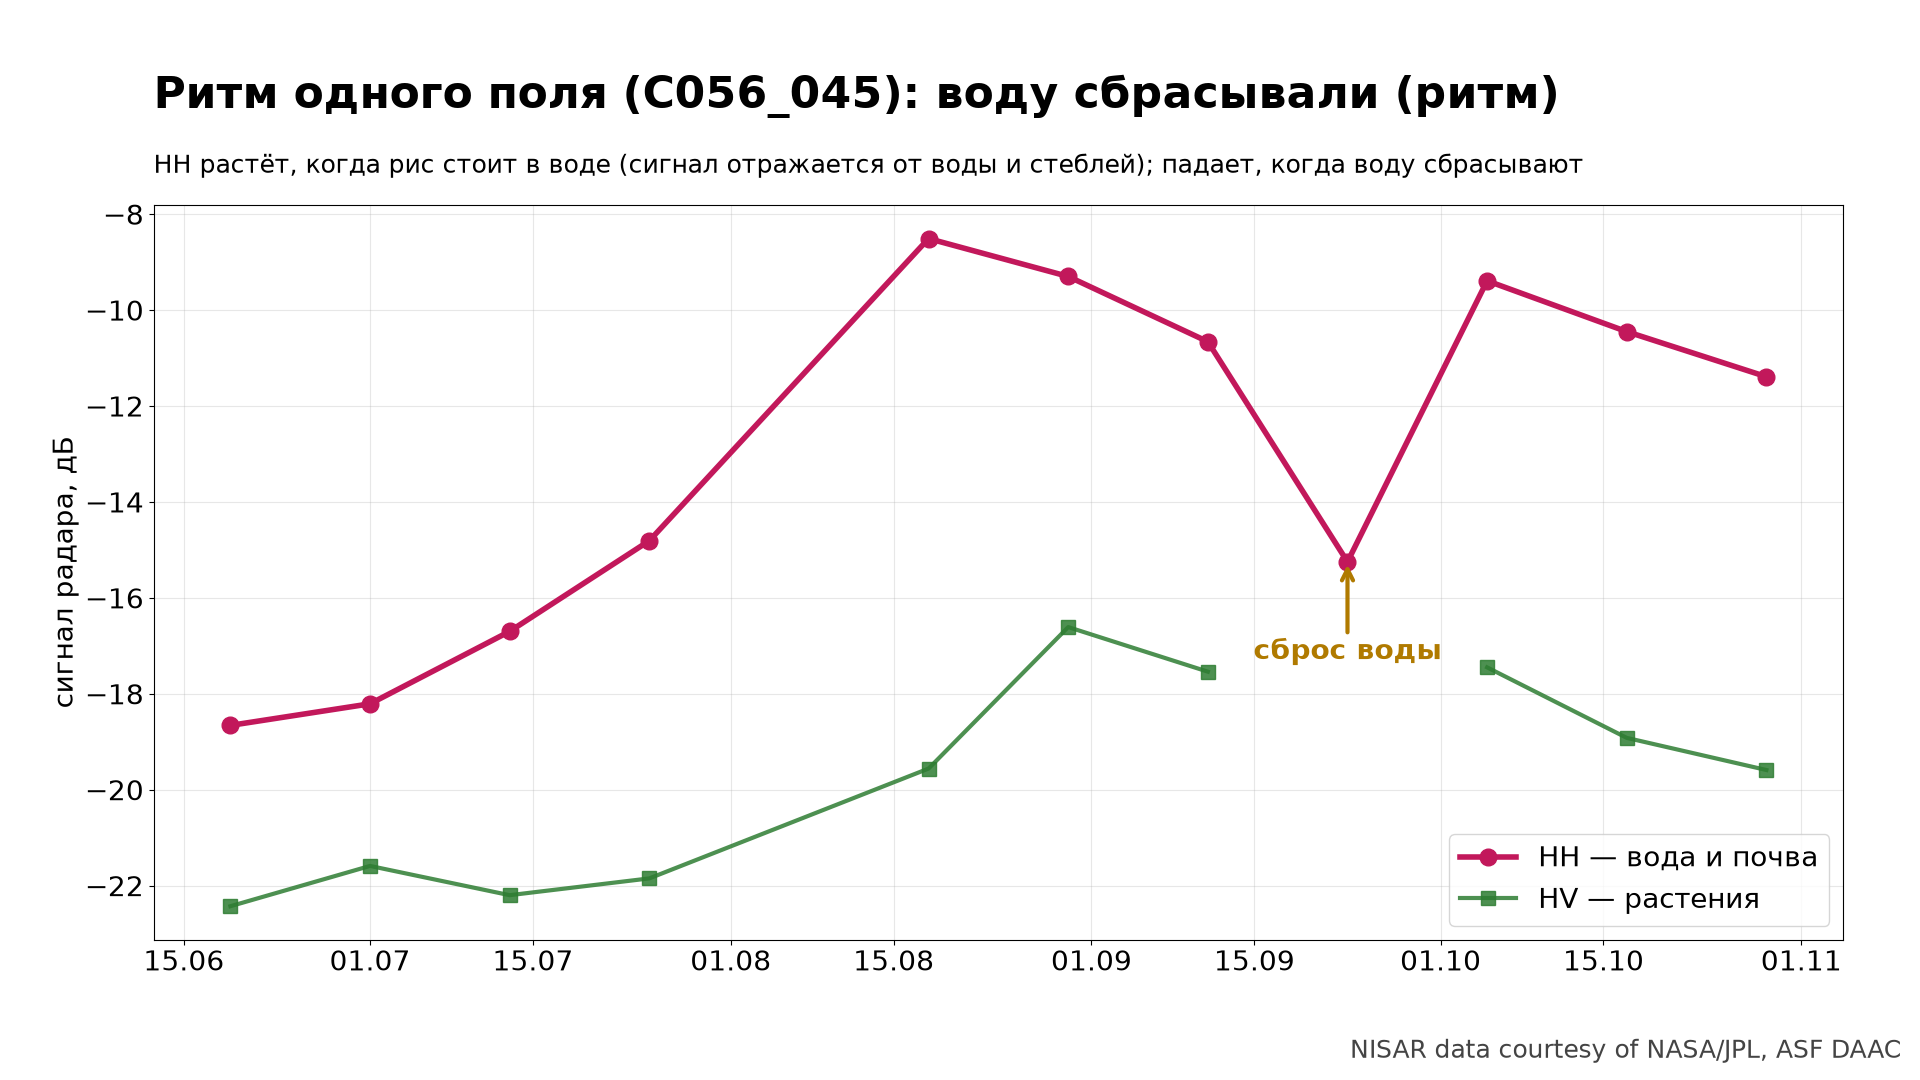 Ритм одного поля (C056_045): воду сбрасывали (ритм)
HH растёт, когда рис стоит в воде (сигнал отражается от воды и стеблей); падает, когда воду сбрасывают
сигнал радара, дБ
−8
−10
−12
−14
−16
−18
−20
−22
сброс воды
HH — вода и почва
HV — растения
15.06 01.07 15.07 01.08 15.08 01.09 15.09 01.10 15.10 01.11
NISAR data courtesy of NASA/JPL, ASF DAAC